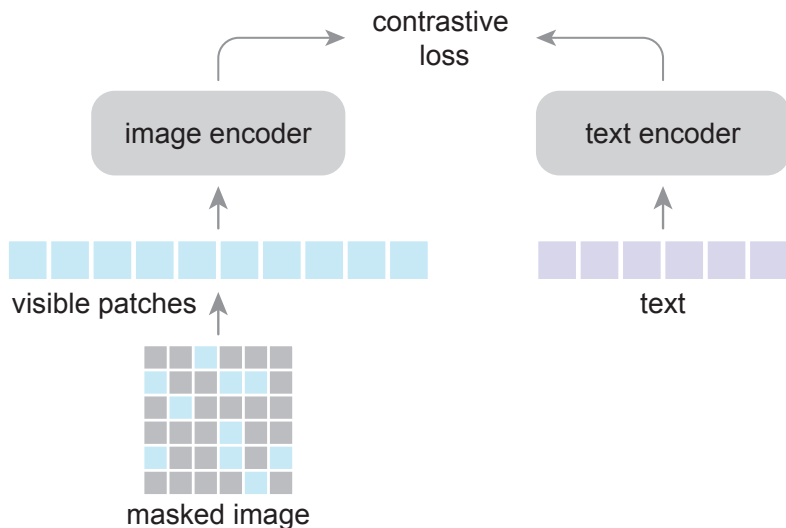 contrastive
loss
image encoder
text encoder
visible patches
text
masked image